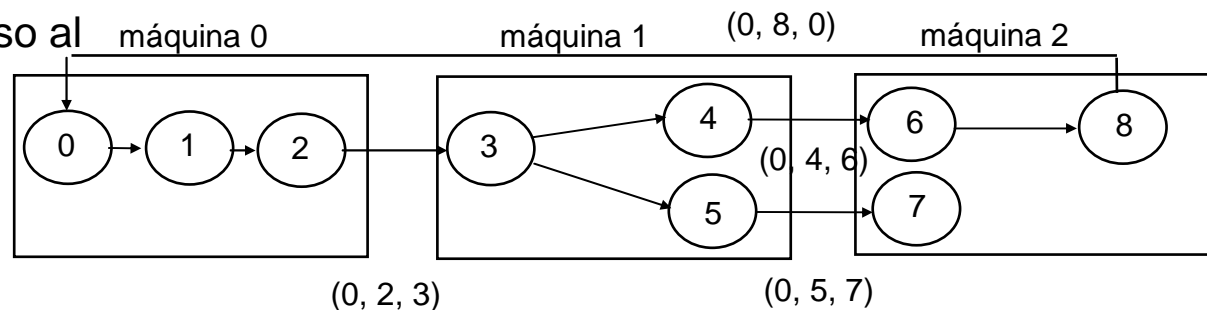 so al
máquina 0
máquina 1
(0, 8, 0)
máquina 2
0
1
2
3
4
5
6
7
8
(0, 4, 6)
(0, 2, 3)
(0, 5, 7)